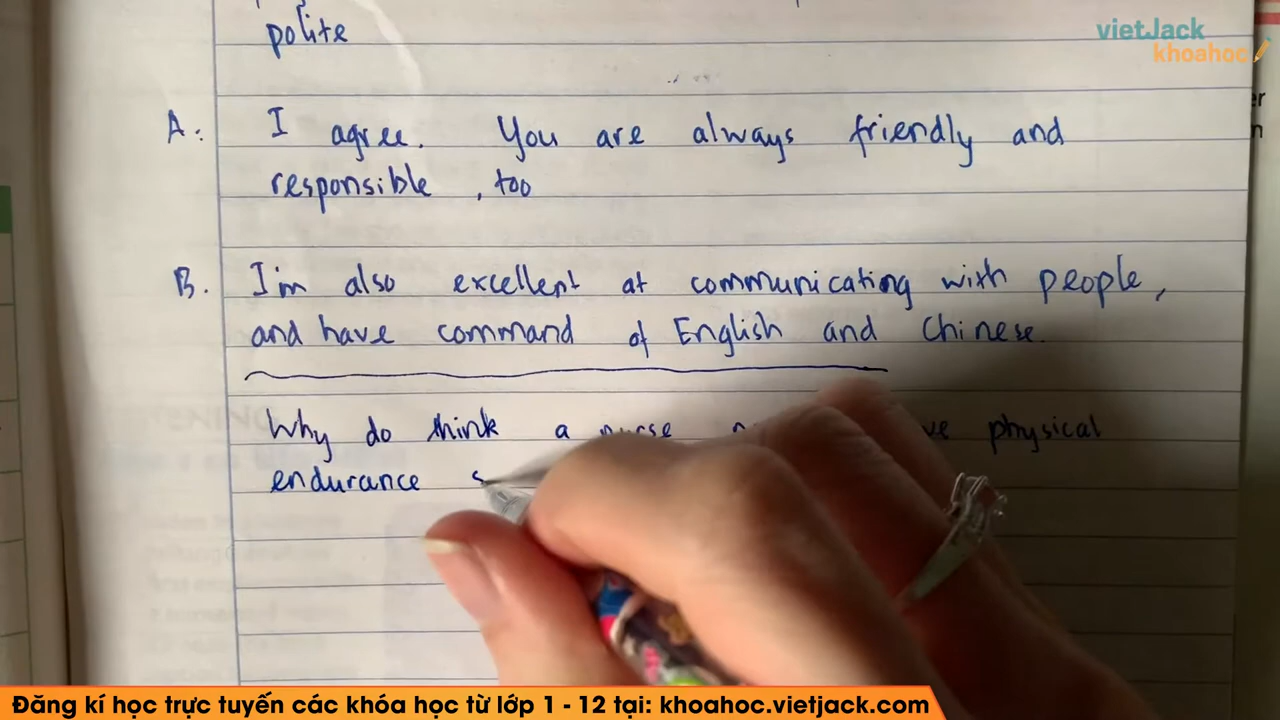 polite
vietJack
khoahoc
A: I agree. You are always friendly and
responsible, too
B. I'm also excellent at communicating with people,
and have command of English and Chinese.
Why do think a nurse physical
endurance s
Đăng kí học trực tuyến các khóa học từ lớp 1 - 12 tại: khoahoc.vietjack.com